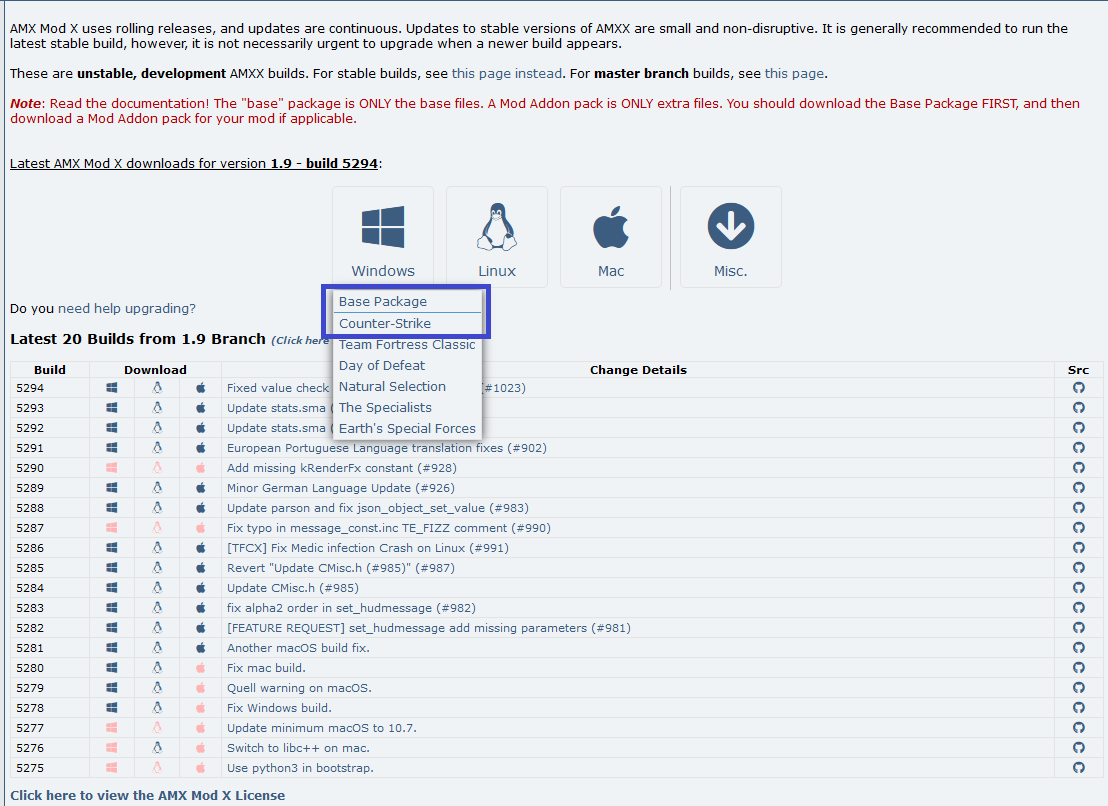 AMX Mod X uses rolling releases, and updates are continuous. Updates to stable versions of AMXX are small and non-disruptive. It is generally recommended to run the
latest stable build, however, it is not necessarily urgent to upgrade when a newer build appears.
These are unstable, development AMXX builds. For stable builds, see this page instead. For master branch builds, see this page.
Note: Read the documentation! The "base" package is ONLY the base files. A Mod Addon pack is ONLY extra files. You should download the Base Package FIRST, and then
download a Mod Addon pack for your mod if applicable.
Latest AMX Mod X downloads for version 1.9 - build 5294:
Windows Linux Mac Misc.
Base Package
Counter-Strike
Team Fortress Classic
Day of Defeat
Natural Selection
The Specialists
Earth's Special Forces
Do you need help upgrading?
Latest 20 Builds from 1.9 Branch (Click here
Build Download Change Details Src
5294 Fixed value check (#1023)
5293 Update stats.sma (
5292 Update stats.sma (
5291 European Portuguese Language translation fixes (#902)
5290 Add missing kRenderFx constant (#928)
5289 Minor German Language Update (#926)
5288 Update parson and fix json_object_set_value (#983)
5287 Fix typo in message_const.inc TE_FIZZ comment (#990)
5286 [TFCX] Fix Medic infection Crash on Linux (#991)
5285 Revert "Update CMisc.h (#985)" (#987)
5284 Update CMisc.h (#985)
5283 fix alpha2 order in set_hudmessage (#982)
5282 [FEATURE REQUEST] set_hudmessage add missing parameters (#981)
5281 Another macOS build fix.
5280 Fix mac build.
5279 Quell warning on macOS.
5278 Fix Windows build.
5277 Update minimum macOS to 10.7.
5276 Switch to libc++ on mac.
5275 Use python3 in bootstrap.
Click here to view the AMX Mod X License